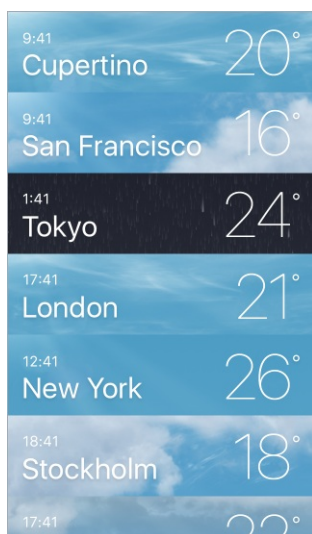 9:41
Cupertino 20°
9:41
San Francisco 16°
1:41
Tokyo 24°
17:41
London 21°
12:41
New York 26°
18:41
Stockholm 18°
17:41